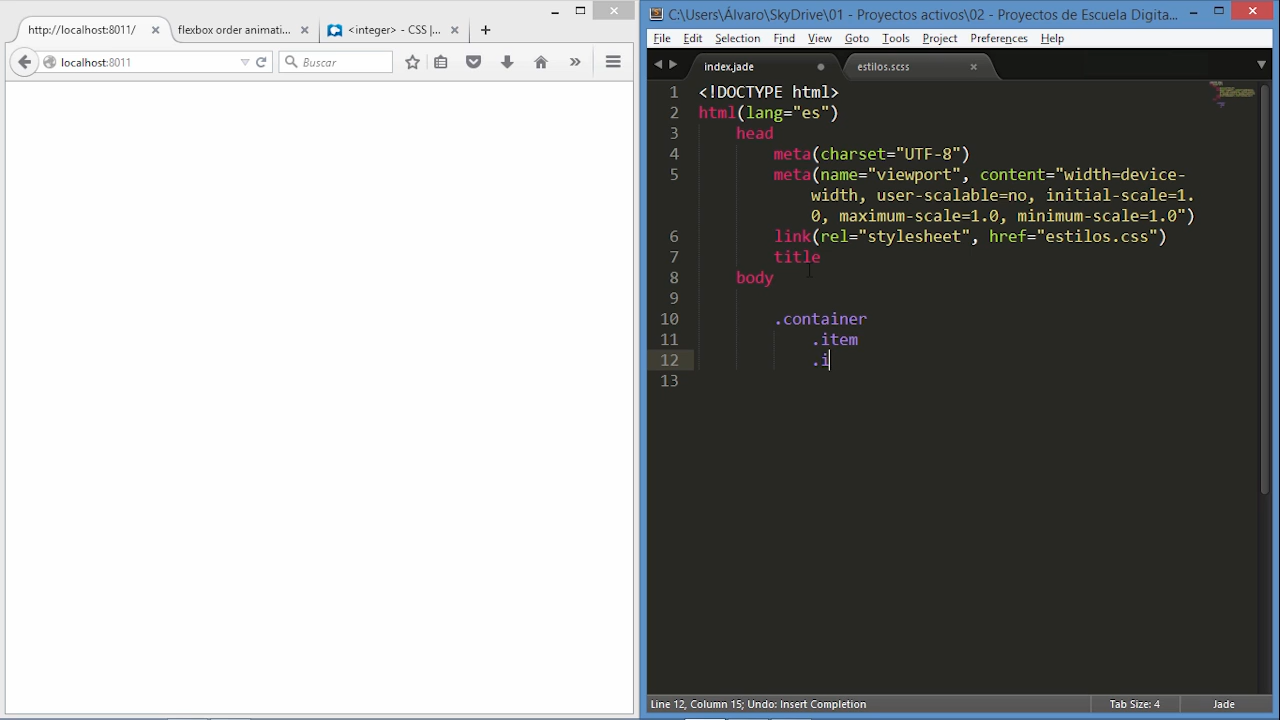 http://localhost:8011/
flexbox order animati...
<integer> - CSS |...
localhost:8011
Buscar
C:\Users\Álvaro\SkyDrive\01 - Proyectos activos\02 - Proyectos de Escuela Digita...
File Edit Selection Find View Goto Tools Project Preferences Help
index.jade
estilos.scss
1 <!DOCTYPE html>
2 html(lang="es")
3 head
4 meta(charset="UTF-8")
5 meta(name="viewport", content="width=device-
width, user-scalable=no, initial-scale=1.
0, maximum-scale=1.0, minimum-scale=1.0")
6 link(rel="stylesheet", href="estilos.css")
7 title
8 body
9
10 .container
11 .item
12 .i
13
Line 12, Column 15; Undo: Insert Completion
Tab Size: 4
Jade